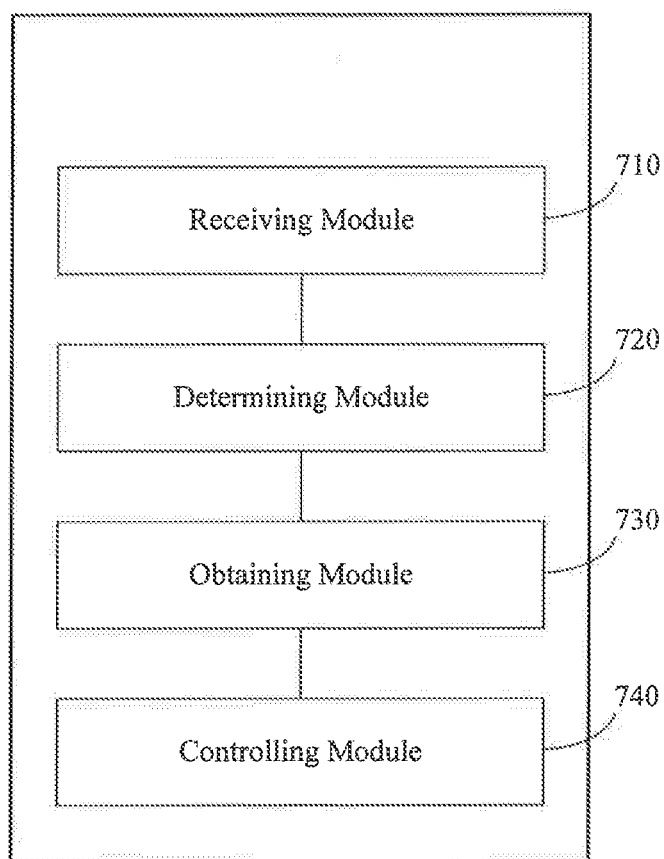 710
Receiving Module
720
Determining Module
730
Obtaining Module
740
Controlling Module